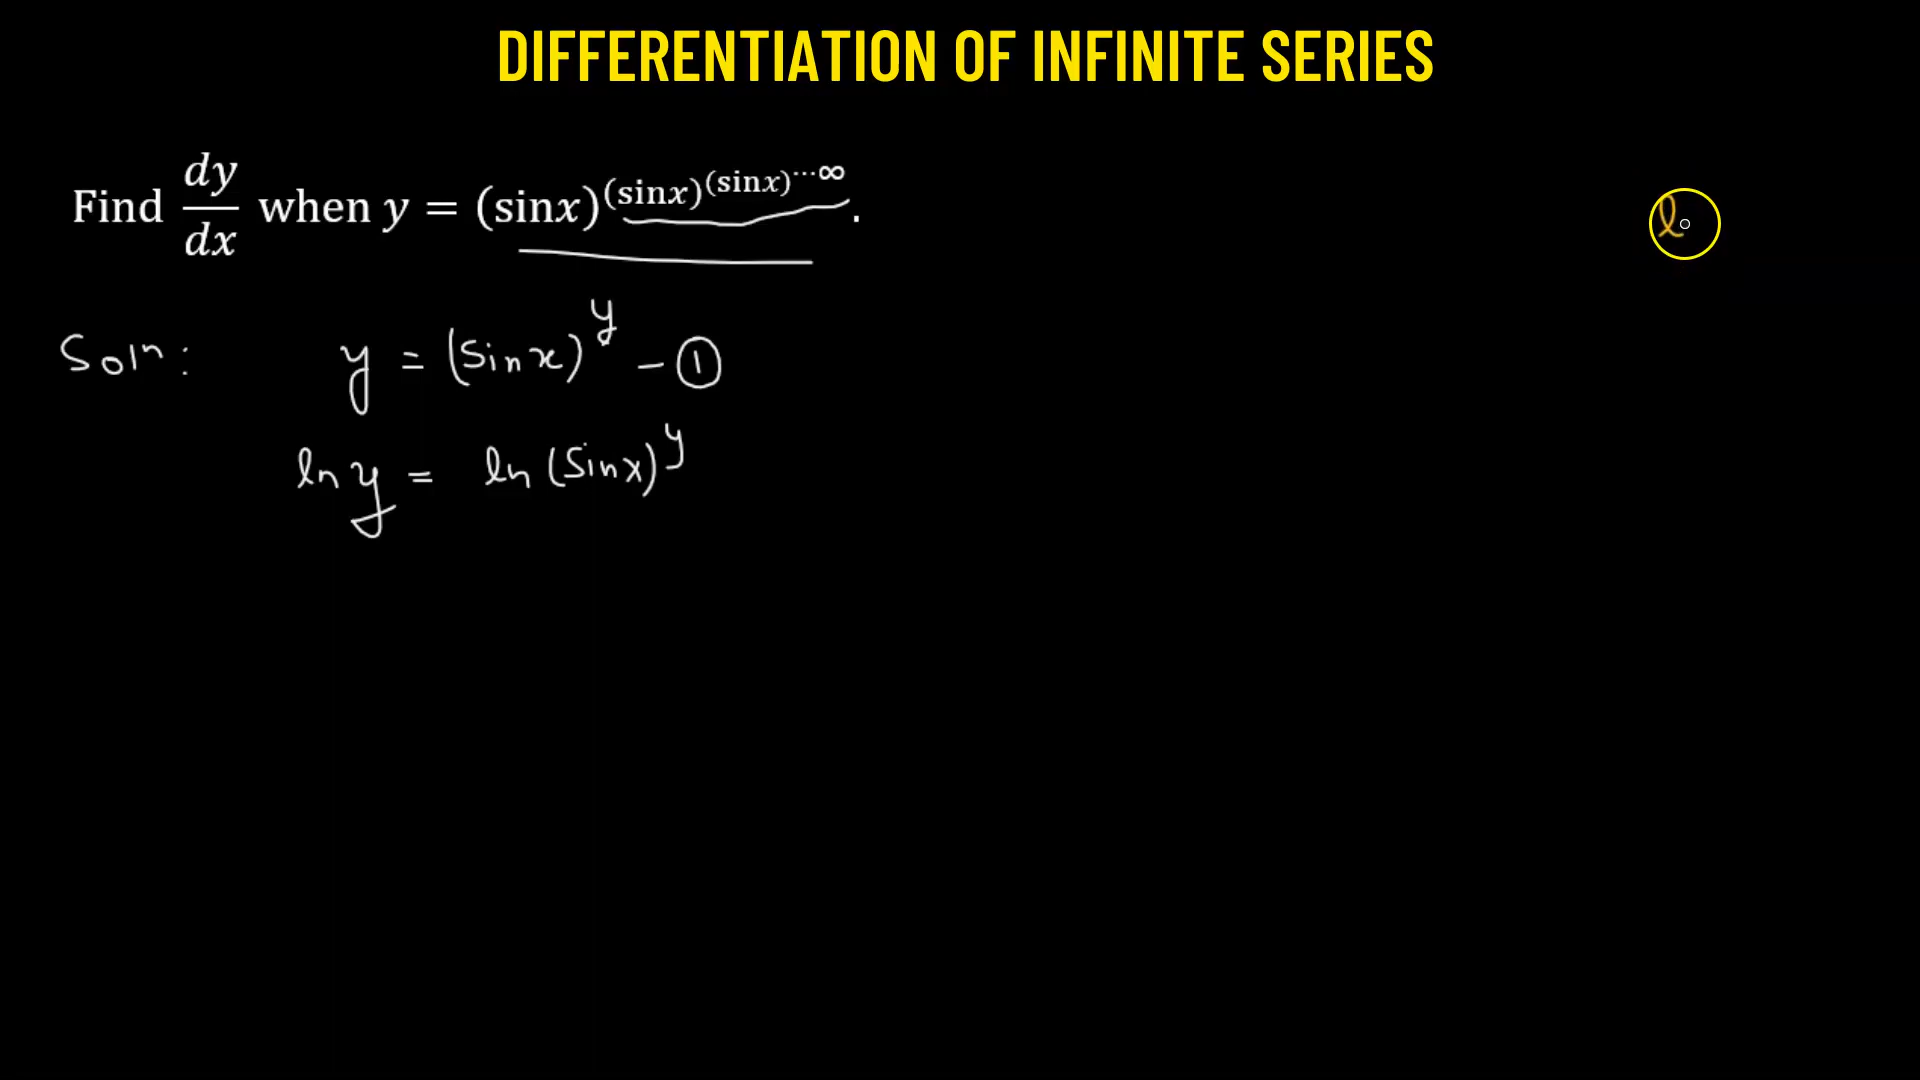 DIFFERENTIATION OF INFINITE SERIES
Find dy/dx when y = (sinx)^(sinx)^(sinx)^⋯∞.
Soln: y = (Sinx)^y - ①
ln y = ln (Sinx)^y
l